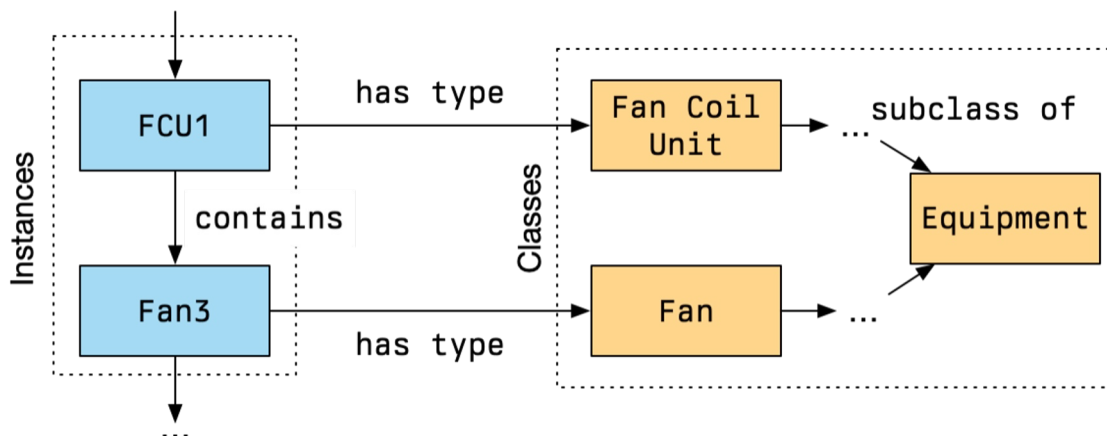 has type
FCU1
Fan Coil
Unit
...
subclass of
Instances
contains
Classes
Equipment
Fan3
has type
Fan
...
...